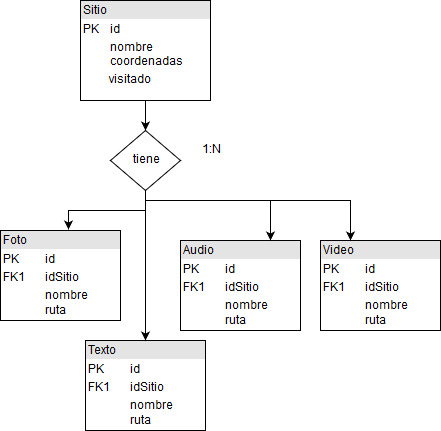 Sitio
PK id
nombre
coordenadas
visitado
tiene
1:N
Foto
PK id
FK1 idSitio
nombre
ruta
Audio
PK id
FK1 idSitio
nombre
ruta
Video
PK id
FK1 idSitio
nombre
ruta
Texto
PK id
FK1 idSitio
nombre
ruta